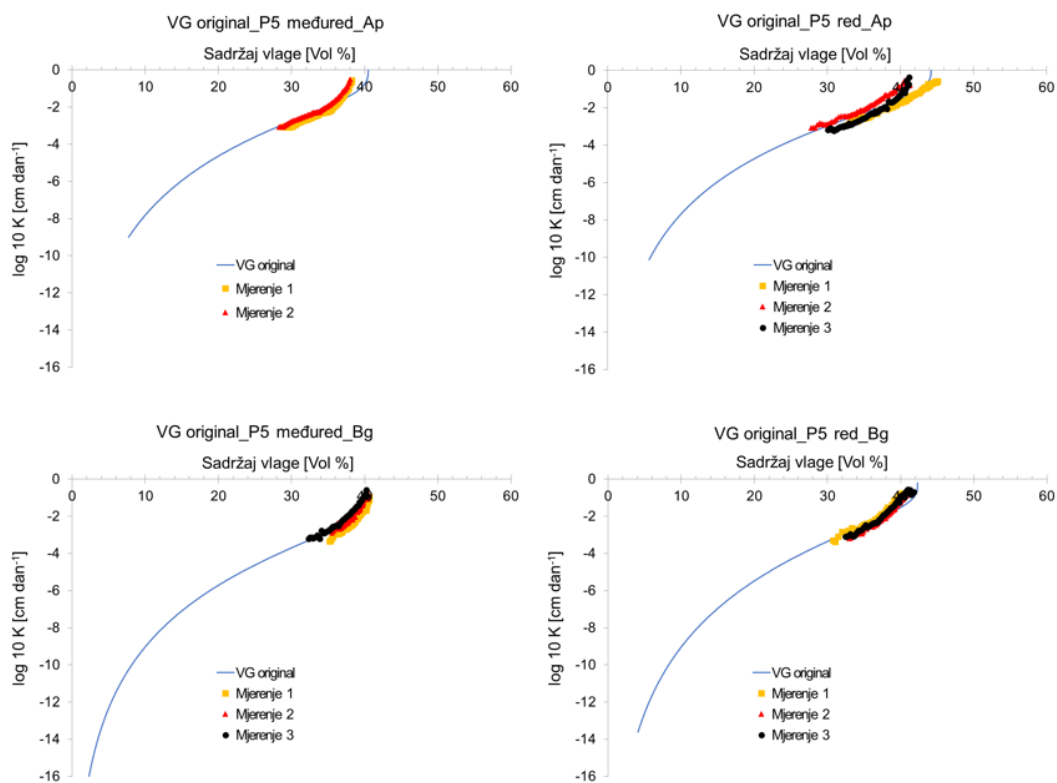 VG original_P5 međured_Ap
Sadržaj vlage [Vol %]
0 10 20 30 40 50 60
0
-2
-4
-6
-8
-10
-12
-14
-16
log 10 K [cm dan⁻¹]
VG original
Mjerenje 1
Mjerenje 2
VG original_P5 red_Ap
Sadržaj vlage [Vol %]
0 10 20 30 40 50 60
0
-2
-4
-6
-8
-10
-12
-14
-16
log 10 K [cm dan⁻¹]
VG original
Mjerenje 1
Mjerenje 2
Mjerenje 3
VG original_P5 međured_Bg
Sadržaj vlage [Vol %]
0 10 20 30 40 50 60
0
-2
-4
-6
-8
-10
-12
-14
-16
log 10 K [cm dan⁻¹]
VG original
Mjerenje 1
Mjerenje 2
Mjerenje 3
VG original_P5 red_Bg
Sadržaj vlage [Vol %]
0 10 20 30 40 50 60
0
-2
-4
-6
-8
-10
-12
-14
-16
log 10 K [cm dan⁻¹]
VG original
Mjerenje 1
Mjerenje 2
Mjerenje 3